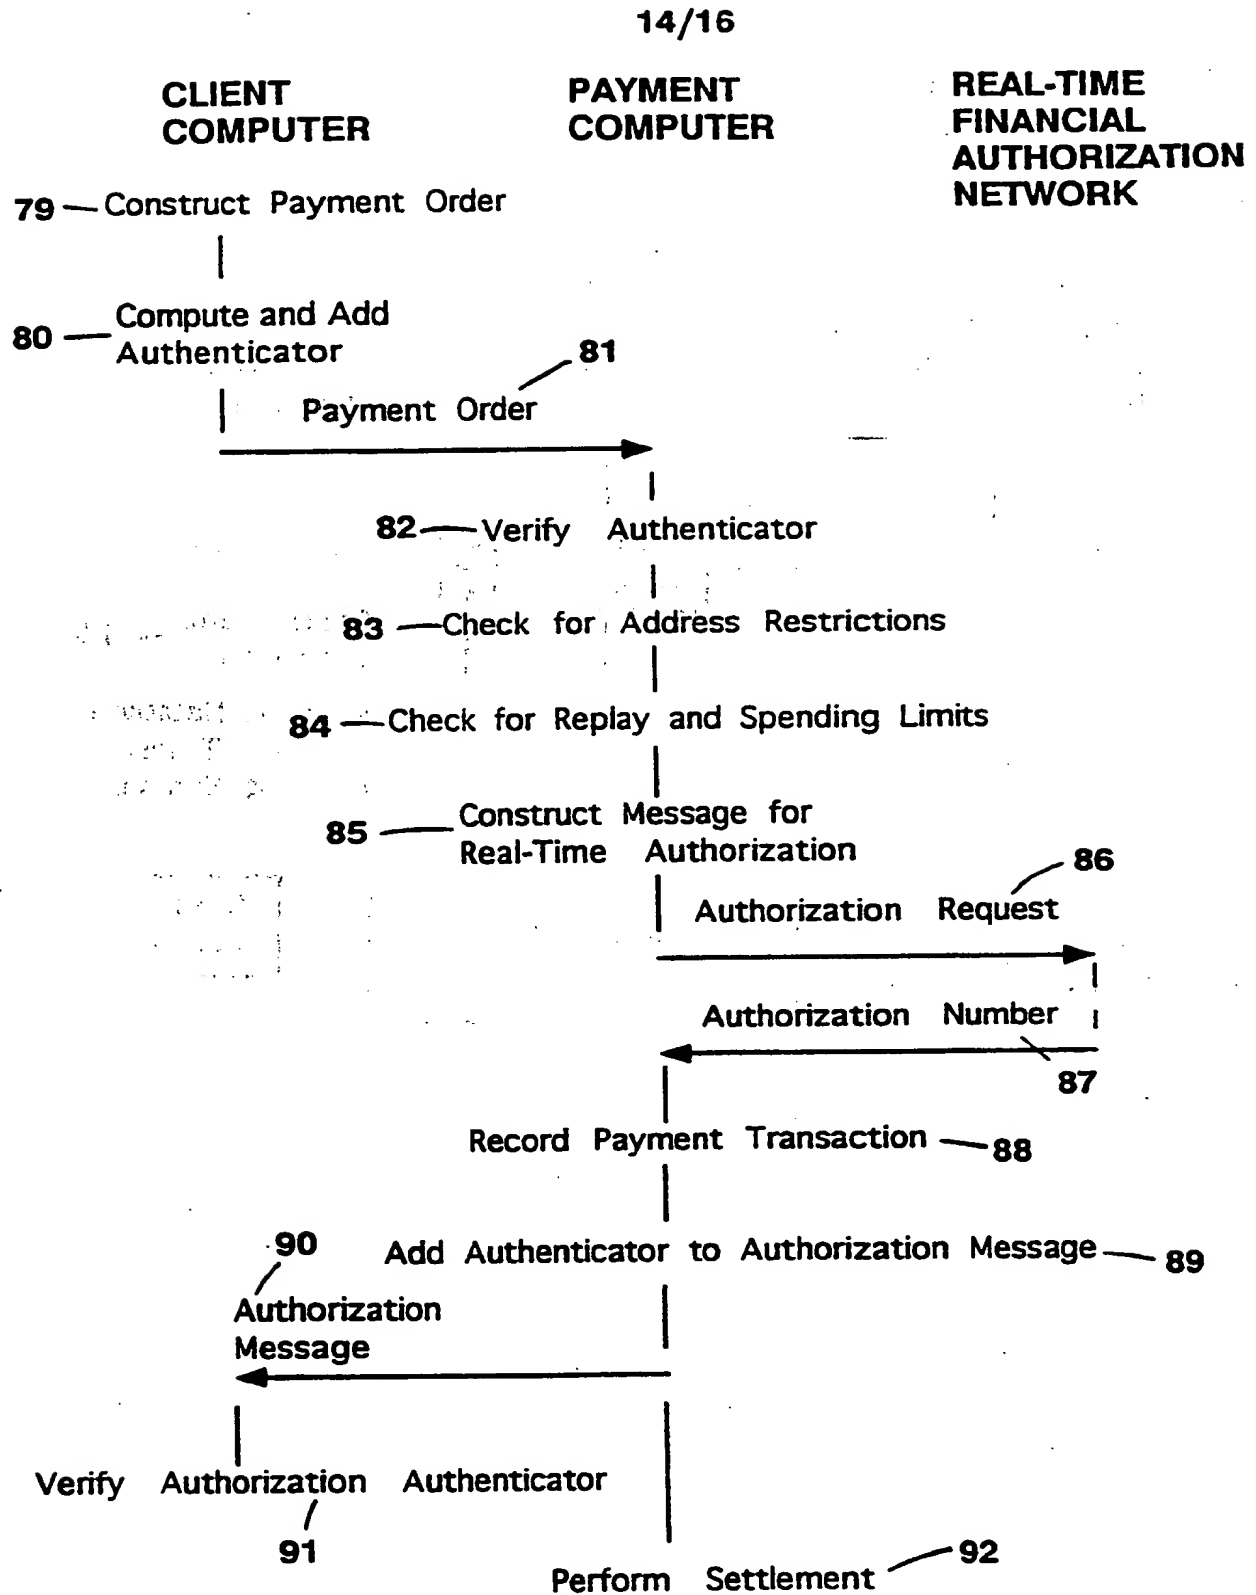 14/16
CLIENT
COMPUTER
PAYMENT
COMPUTER
REAL-TIME
FINANCIAL
AUTHORIZATION
NETWORK
79 Construct Payment Order
80 Compute and Add
Authenticator
81
Payment Order
82 Verify Authenticator
83 Check for Address Restrictions
84 Check for Replay and Spending Limits
85 Construct Message for
Real-Time Authorization
86
Authorization Request
Authorization Number
87
Record Payment Transaction 88
90
Add Authenticator to Authorization Message 89
Authorization
Message
Verify Authorization Authenticator
91
92
Perform Settlement